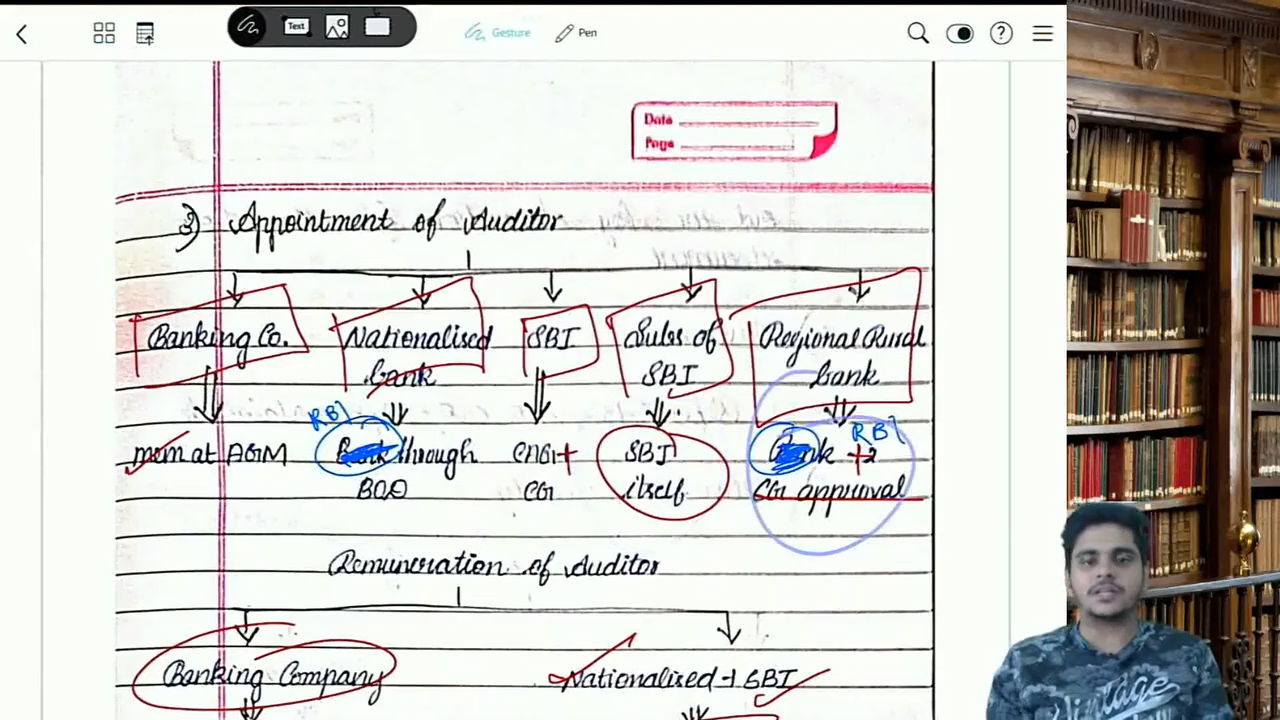 Text
Gesture
Pen
Date
Page
3) Appointment of Auditor
Banking Co. Nationalised bank SBI Subs of SBI Regional Rural bank
mem at AGM
RBI through BOD
CAG + CG
SBI itself
RBI + CG approval
Remuneration of Auditor
Banking Company Nationalised + SBI
Vintage